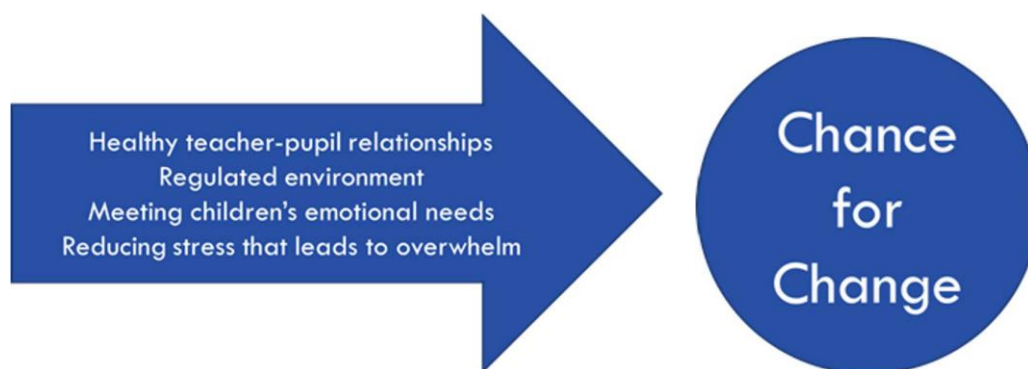 Healthy teacher-pupil relationships
Regulated environment
Meeting children's emotional needs
Reducing stress that leads to overwhelm
Chance
for
Change